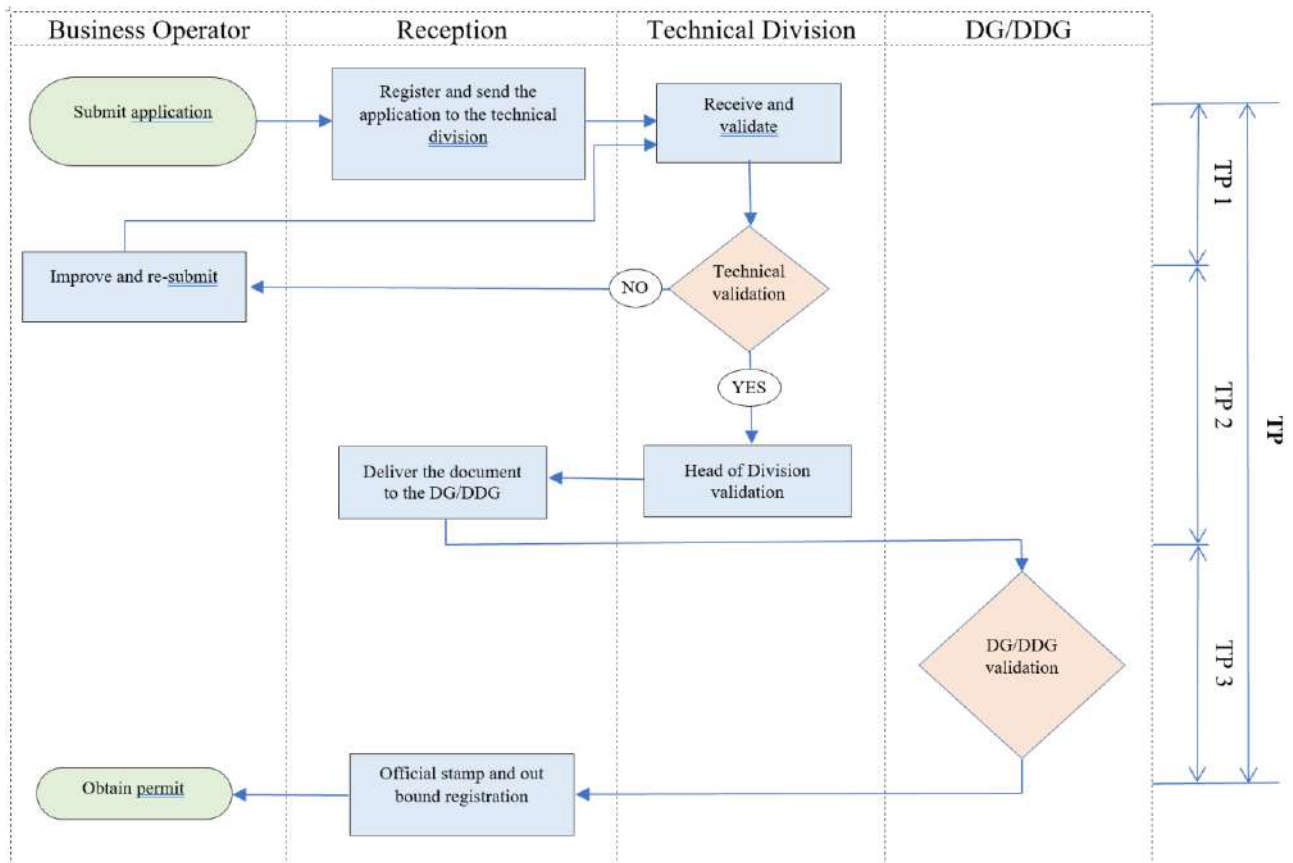 Business Operator
Reception
Technical Division
DG/DDG
Submit application
Register and send the
application to the technical
division
Receive and
validate
TP 1
Improve and re-submit
NO
Technical
validation
YES
TP 2
TP
Deliver the document
to the DG/DDG
Head of Division
validation
DG/DDG
validation
TP 3
Obtain permit
Official stamp and out
bound registration